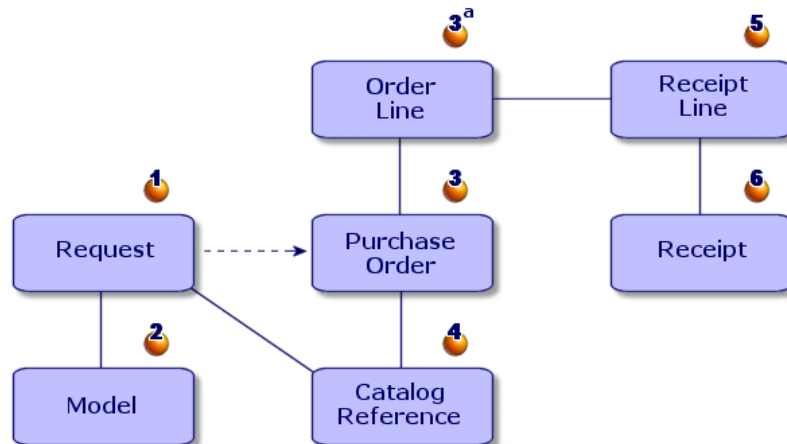 3a
5
Order
Line
Receipt
Line
1
3
6
Request
Purchase
Order
Receipt
2
4
Model
Catalog
Reference